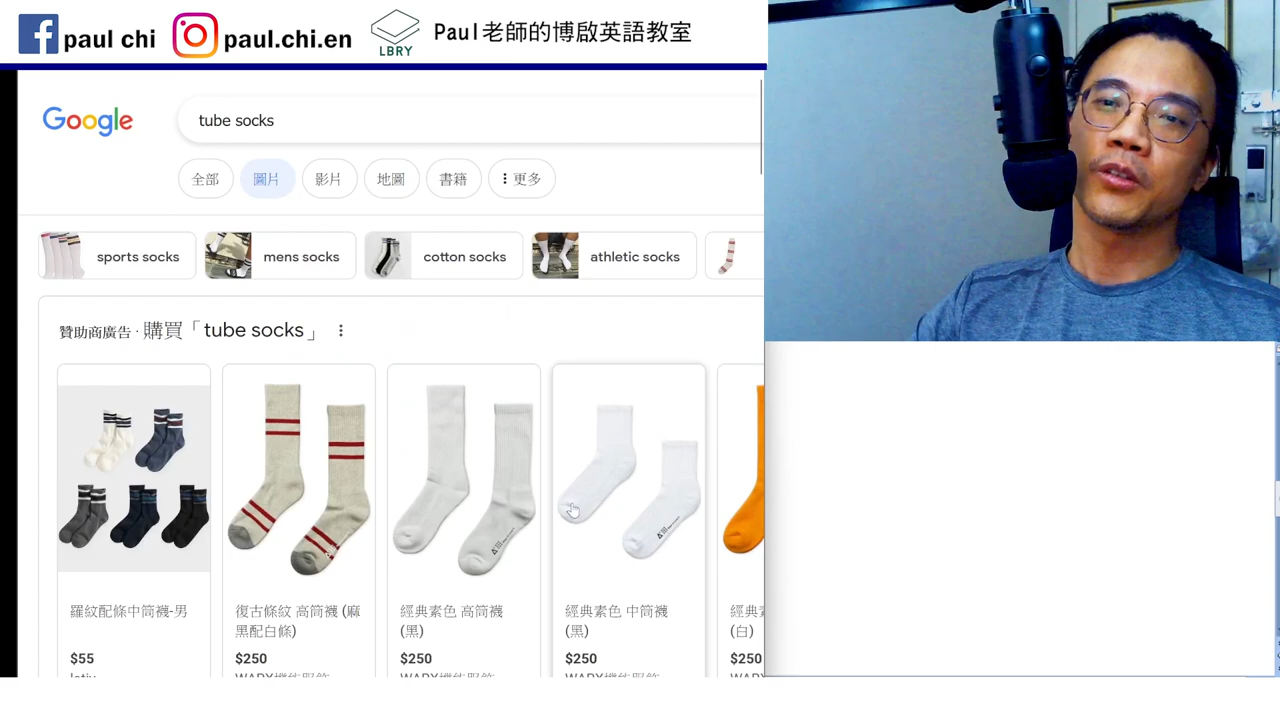 paul chi
paul.chi.en
LBRY
Paul老師的博啟英語教室
Google
tube socks
全部
圖片
影片
地圖
書籍
更多
sports socks
mens socks
cotton socks
athletic socks
贊助商廣告 · 購買「tube socks」
羅紋配條中筒襪-男
$55
復古條紋 高筒襪 (麻
黑配白條)
$250
經典素色 高筒襪
(黑)
$250
經典素色 中筒襪
(黑)
$250
(白)
$250